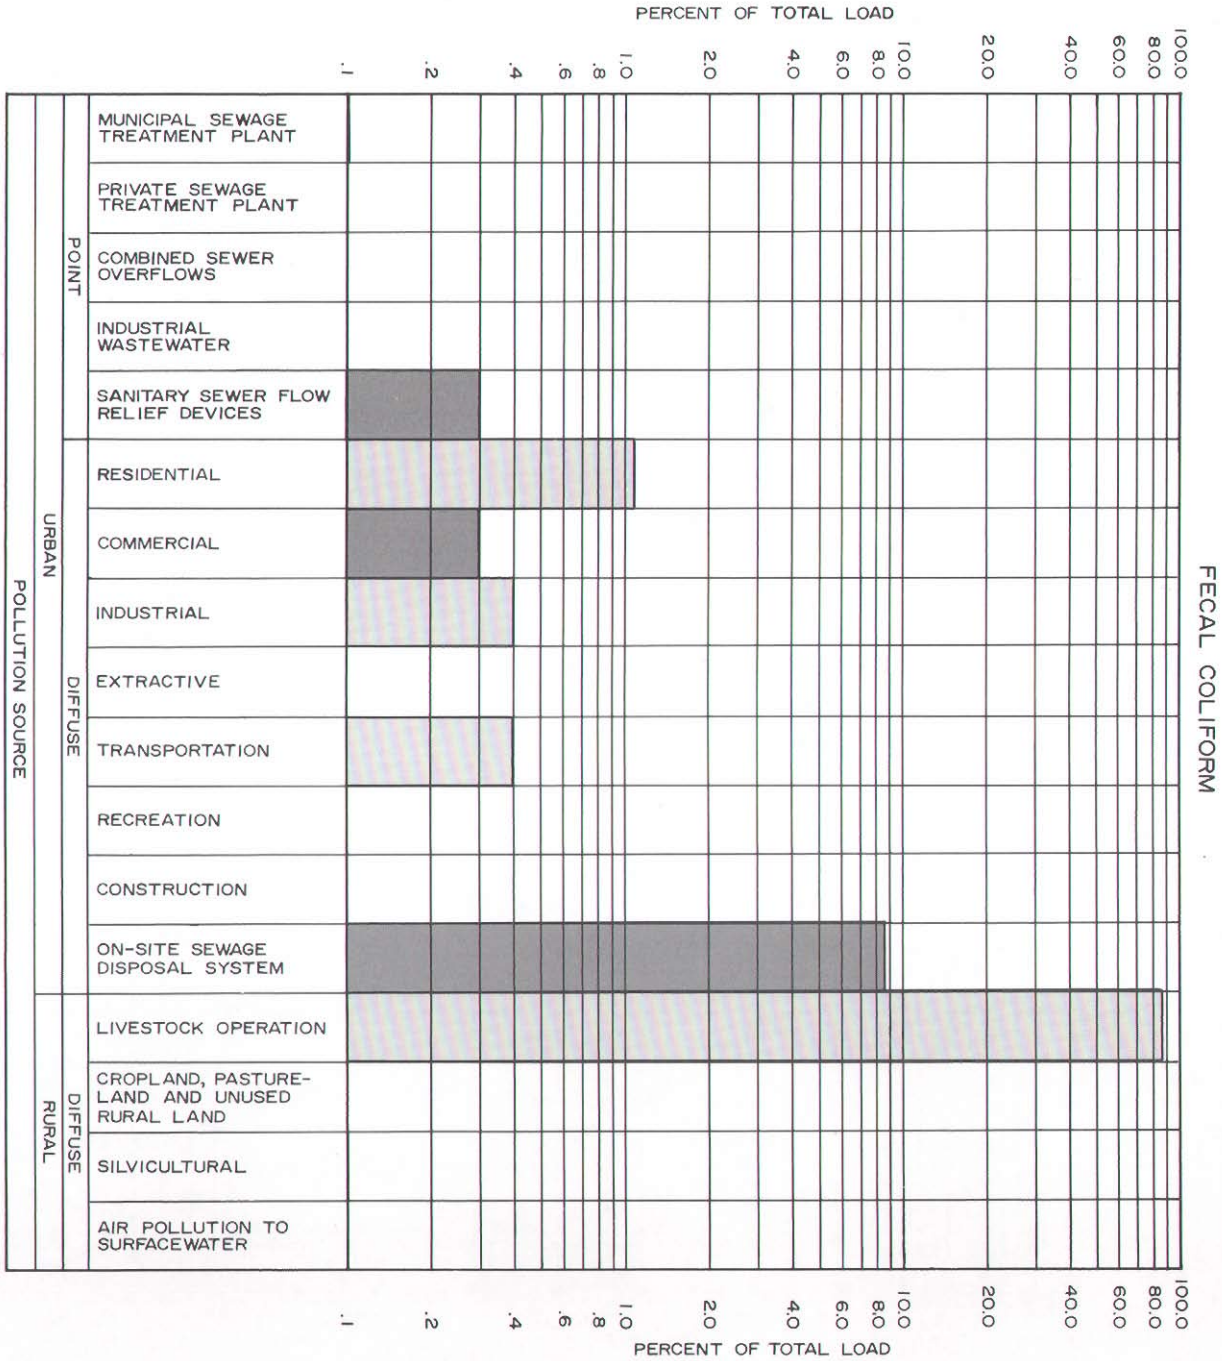 PERCENT OF TOTAL LOAD
.1 .2 .4 .6 .8 1.0 2.0 4.0 6.0 8.0 10.0 20.0 40.0 60.0 80.0 100.0
FECAL COLIFORM
POLLUTION SOURCE
URBAN
POINT
MUNICIPAL SEWAGE
TREATMENT PLANT
PRIVATE SEWAGE
TREATMENT PLANT
COMBINED SEWER
OVERFLOWS
INDUSTRIAL
WASTEWATER
SANITARY SEWER FLOW
RELIEF DEVICES
DIFFUSE
RESIDENTIAL
COMMERCIAL
INDUSTRIAL
EXTRACTIVE
TRANSPORTATION
RECREATION
CONSTRUCTION
ON-SITE SEWAGE
DISPOSAL SYSTEM
RURAL
DIFFUSE
LIVESTOCK OPERATION
CROPLAND, PASTURE-
LAND AND UNUSED
RURAL LAND
SILVICULTURAL
AIR POLLUTION TO
SURFACEWATER
.1 .2 .4 .6 .8 1.0 2.0 4.0 6.0 8.0 10.0 20.0 40.0 60.0 80.0 100.0
PERCENT OF TOTAL LOAD